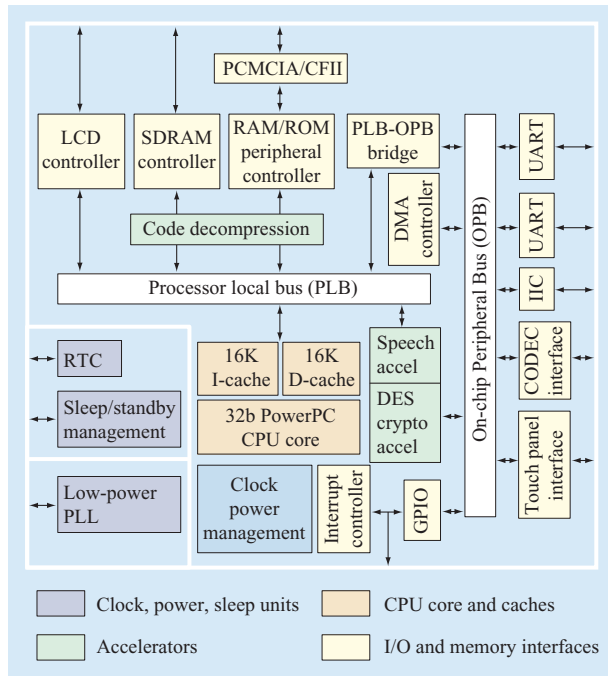 PCMCIA/CFII
LCD
controller
SDRAM
controller
RAM/ROM
peripheral
controller
PLB-OPB
bridge
UART
DMA
controller
Code decompression
UART
On-chip Peripheral Bus (OPB)
Processor local bus (PLB)
IIC
RTC
16K
I-cache
16K
D-cache
Speech
accel
CODEC
interface
Sleep/standby
management
32b PowerPC
CPU core
DES
crypto
accel
Touch panel
interface
Low-power
PLL
Clock
power
management
Interrupt
controller
GPIO
Clock, power, sleep units
CPU core and caches
Accelerators
I/O and memory interfaces